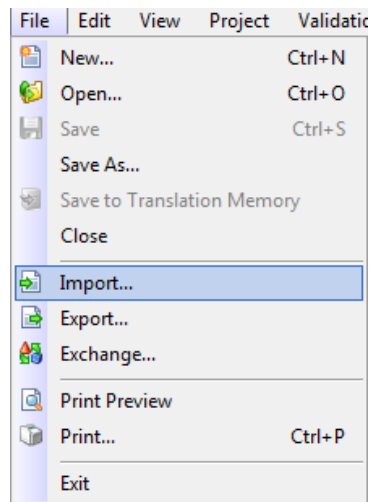 File Edit View Project Validatio
New... Ctrl+N
Open... Ctrl+O
Save Ctrl+S
Save As...
Save to Translation Memory
Close
Import...
Export...
Exchange...
Print Preview
Print... Ctrl+P
Exit